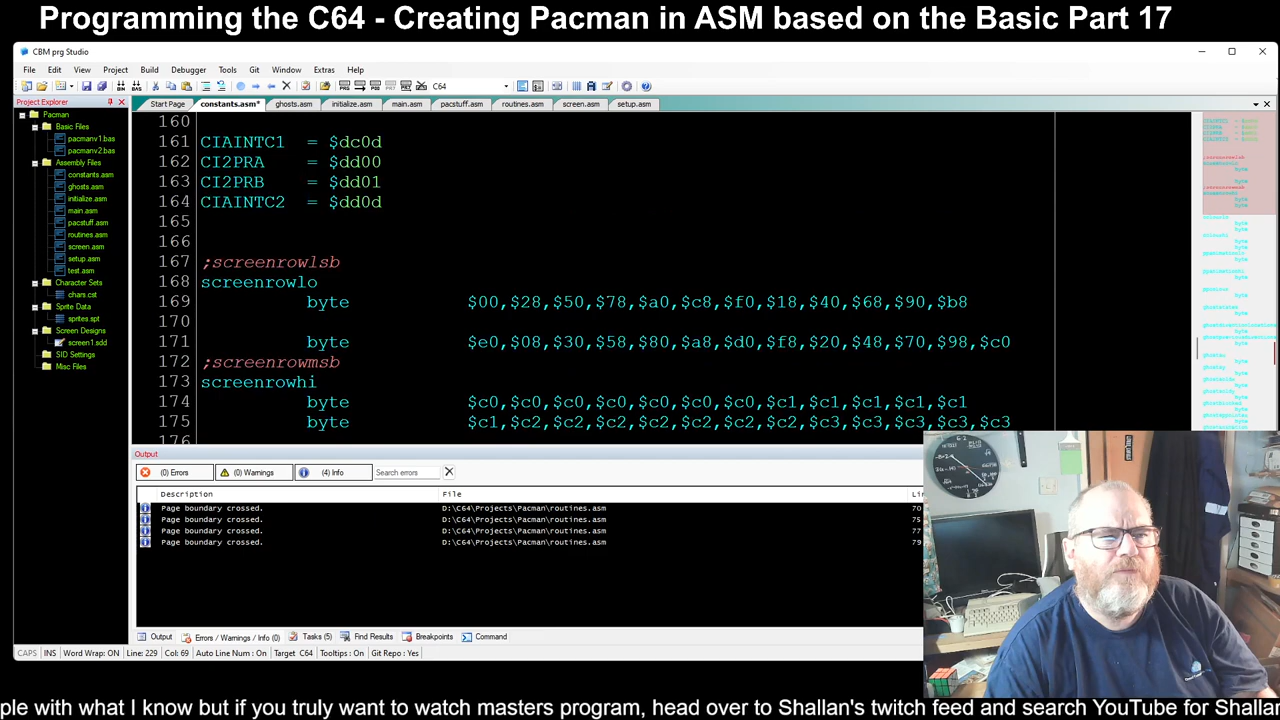 Programming the C64 - Creating Pacman in ASM based on the Basic Part 17
CBM prg Studio
File Edit View Project Build Debugger Tools Git Window Extras Help
C64
Project Explorer
Start Page constants.asm* ghosts.asm initialize.asm main.asm pacstuff.asm routines.asm screen.asm setup.asm
Pacman
Basic Files
pacmanv1.bas
pacmanv2.bas
Assembly Files
constants.asm
ghosts.asm
initialize.asm
main.asm
pacstuff.asm
routines.asm
screen.asm
setup.asm
test.asm
Character Sets
chars.cst
Sprite Data
sprites.spt
Screen Designs
screen1.sdd
SID Settings
Misc Files
160
161 CIAINTC1 = $dc0d
162 CI2PRA = $dd00
163 CI2PRB = $dd01
164 CIAINTC2 = $dd0d
165
166
167 ;screenrowlsb
168 screenrowlo
169 byte $00,$28,$50,$78,$a0,$c8,$f0,$18,$40,$68,$90,$b8
170
171 byte $e0,$08,$30,$58,$80,$a8,$d0,$f8,$20,$48,$70,$98,$c0
172 ;screenrowmsb
173 screenrowhi
174 byte $c0,$c0,$c0,$c0,$c0,$c0,$c0,$c1,$c1,$c1,$c1,$c1
175 byte $c1,$c2,$c2,$c2,$c2,$c2,$c2,$c2,$c3,$c3,$c3,$c3,$c3
176
Output
(0) Errors (0) Warnings (4) Info Search errors
Description File
Page boundary crossed. D:\C64\Projects\Pacman\routines.asm 70
Page boundary crossed. D:\C64\Projects\Pacman\routines.asm 75
Page boundary crossed. D:\C64\Projects\Pacman\routines.asm 77
Page boundary crossed. D:\C64\Projects\Pacman\routines.asm 79
Output Errors / Warnings / Info (0) Tasks (5) Find Results Breakpoints Command
CAPS INS Word Wrap: ON Line: 229 Col: 69 Auto Line Num : On Target C64 Tooltips : On Git Repo : Yes
ple with what I know but if you truly want to watch masters program, head over to Shallan's twitch feed and search YouTube for Shallan